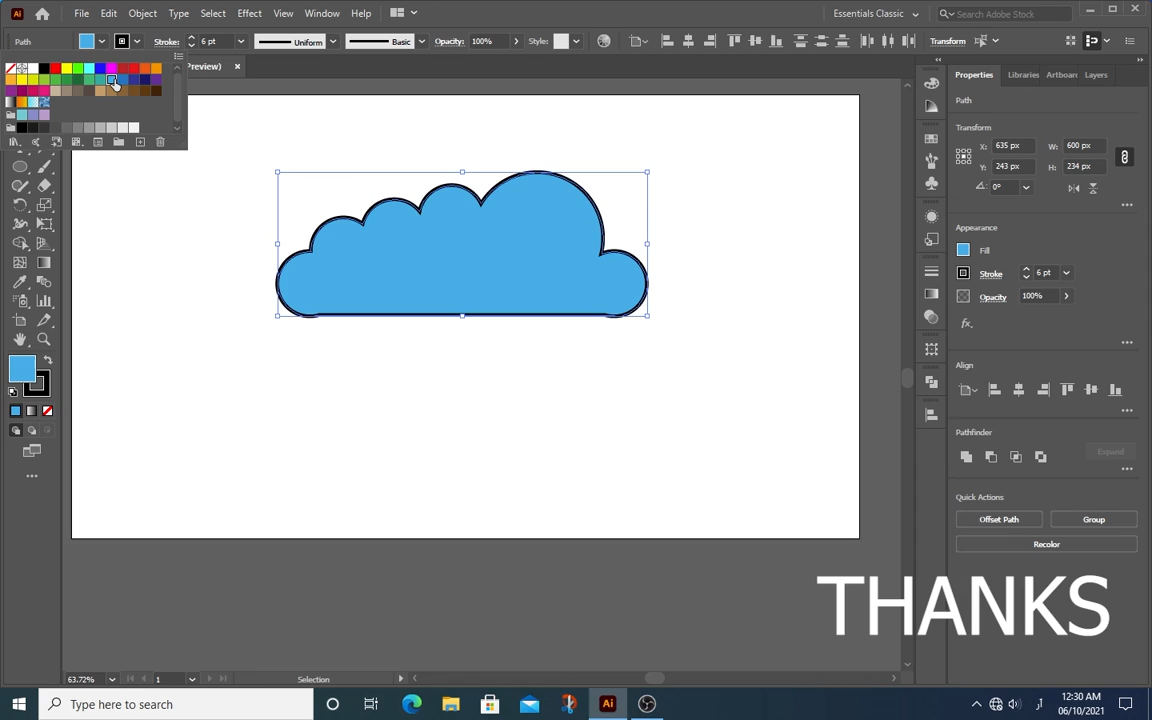 Ai File Edit Object Type Select Effect View Window Help Essentials Classic Search Adobe Stock
Path Stroke: 6 pt Uniform Basic Opacity: 100% Style: Transform
Preview)
Properties Libraries Artboar Layers
Path
Transform
X: 635 px W: 600 px
Y: 243 px H: 234 px
0°
Appearance
Fill
Stroke 6 pt
Opacity 100%
fx.
Align
Pathfinder
Expand
Quick Actions
Offset Path Group
Recolor
THANKS
63.72% 1 Selection
Type here to search
Ai
12:30 AM
06/10/2021